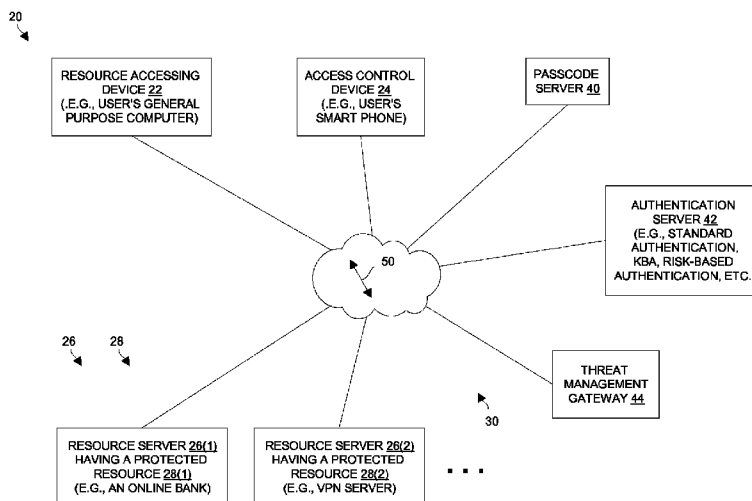 20
RESOURCE ACCESSING
DEVICE 22
(.E.G., USER'S GENERAL
PURPOSE COMPUTER)
ACCESS CONTROL
DEVICE 24
(.E.G., USER'S
SMART PHONE)
PASSCODE
SERVER 40
AUTHENTICATION
SERVER 42
(E.G., STANDARD
AUTHENTICATION,
KBA, RISK-BASED
AUTHENTICATION, ETC.
50
26
28
THREAT
MANAGEMENT
GATEWAY 44
30
RESOURCE SERVER 26(1)
HAVING A PROTECTED
RESOURCE 28(1)
(E.G., AN ONLINE BANK)
RESOURCE SERVER 26(2)
HAVING A PROTECTED
RESOURCE 28(2)
(E.G., VPN SERVER)
. . .